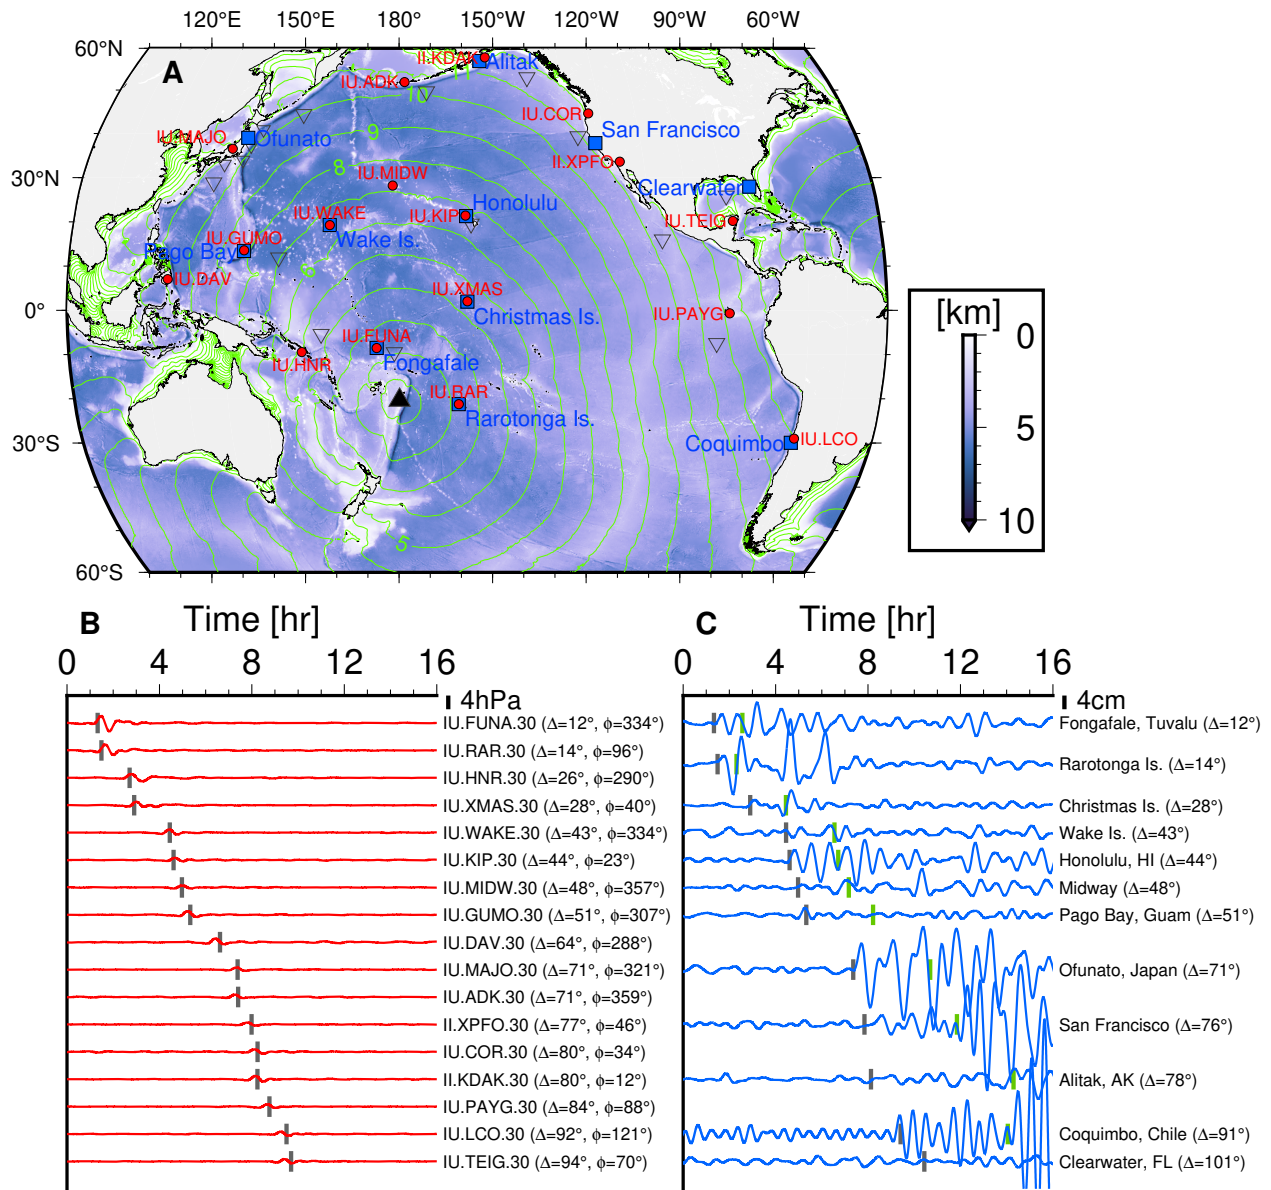 120°E 150°E 180° 150°W 120°W 90°W 60°W
60°N
A
II.KDAK
Alitak
11
IU.ADK
10
IU.COR
San Francisco
9
IU.MAJO
Ofunato
II.XPFO
8
30°N
IU.MIDW
Clearwater
Honolulu
IU.WAKE
IU.KIP
IU.TEIG
Wake Is.
IU.GUMO
Pago Bay
6
IU.DAV
IU.XMAS
[km]
0°
Christmas Is.
IU.PAYG
0
IU.FUNA
IU.HNR
Fongafale
IU.RAR
Rarotonga Is.
5
30°S
Coquimbo
IU.LCO
10
5
60°S
B
Time [hr]
0 4 8 12 16
4hPa
IU.FUNA.30 (Δ=12°, ϕ=334°)
IU.RAR.30 (Δ=14°, ϕ=96°)
IU.HNR.30 (Δ=26°, ϕ=290°)
IU.XMAS.30 (Δ=28°, ϕ=40°)
IU.WAKE.30 (Δ=43°, ϕ=334°)
IU.KIP.30 (Δ=44°, ϕ=23°)
IU.MIDW.30 (Δ=48°, ϕ=357°)
IU.GUMO.30 (Δ=51°, ϕ=307°)
IU.DAV.30 (Δ=64°, ϕ=288°)
IU.MAJO.30 (Δ=71°, ϕ=321°)
IU.ADK.30 (Δ=71°, ϕ=359°)
II.XPFO.30 (Δ=77°, ϕ=46°)
IU.COR.30 (Δ=80°, ϕ=34°)
II.KDAK.30 (Δ=80°, ϕ=12°)
IU.PAYG.30 (Δ=84°, ϕ=88°)
IU.LCO.30 (Δ=92°, ϕ=121°)
IU.TEIG.30 (Δ=94°, ϕ=70°)
C
Time [hr]
0 4 8 12 16
4cm
Fongafale, Tuvalu (Δ=12°)
Rarotonga Is. (Δ=14°)
Christmas Is. (Δ=28°)
Wake Is. (Δ=43°)
Honolulu, HI (Δ=44°)
Midway (Δ=48°)
Pago Bay, Guam (Δ=51°)
Ofunato, Japan (Δ=71°)
San Francisco (Δ=76°)
Alitak, AK (Δ=78°)
Coquimbo, Chile (Δ=91°)
Clearwater, FL (Δ=101°)